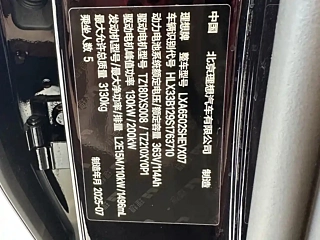 中国 北京理想汽车有限公司 制造
理想牌 整车型号 LXA6502SHEVX07
车辆识别代号 HLX33B129S1763710
动力电池系统额定电压/额定容量 363V/114Ah
驱动电机型号 TZ180XS008 / TZ210XY0P1
驱动电机峰值功率 130kW/200kW
发动机型号/最大净功率/排量 L2E15M/110kW/1496mL
最大允许总质量 3130kg
乘坐人数 5 制造年月 2025-07